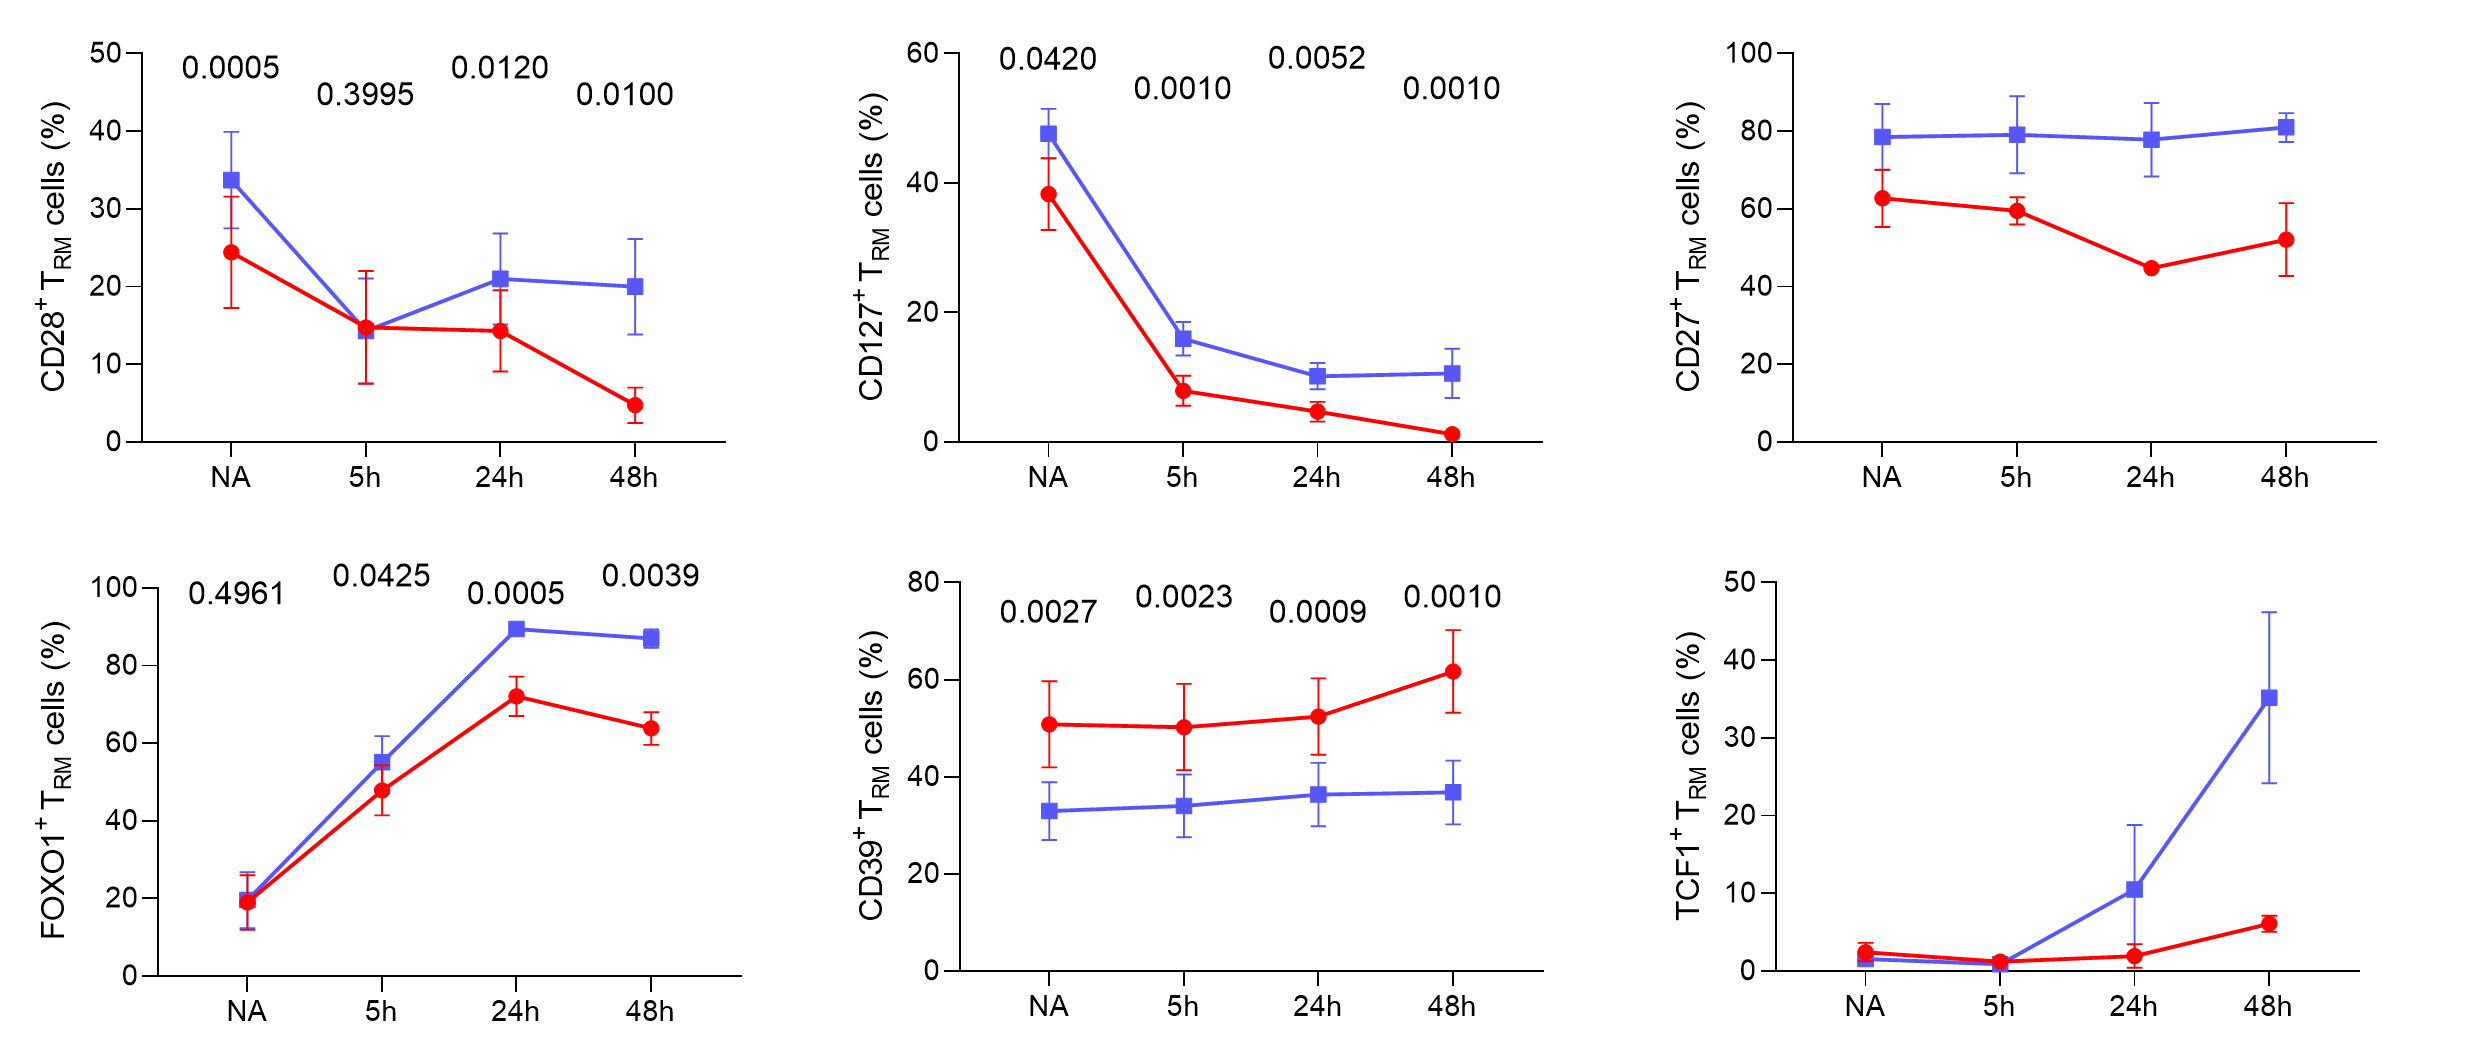 CD28+ TRM cells (%)
50
40
30
20
10
0
0.0005
0.3995
0.0120
0.0100
NA
5h
24h
48h
CD127+ TRM cells (%)
60
40
20
0
0.0420
0.0010
0.0052
0.0010
NA
5h
24h
48h
CD27+ TRM cells (%)
100
80
60
40
20
0
NA
5h
24h
48h
FOXO1+ TRM cells (%)
100
80
60
40
20
0
0.4961
0.0425
0.0005
0.0039
NA
5h
24h
48h
CD39+ TRM cells (%)
80
60
40
20
0
0.0027
0.0023
0.0009
0.0010
NA
5h
24h
48h
TCF1+ TRM cells (%)
50
40
30
20
10
0
NA
5h
24h
48h